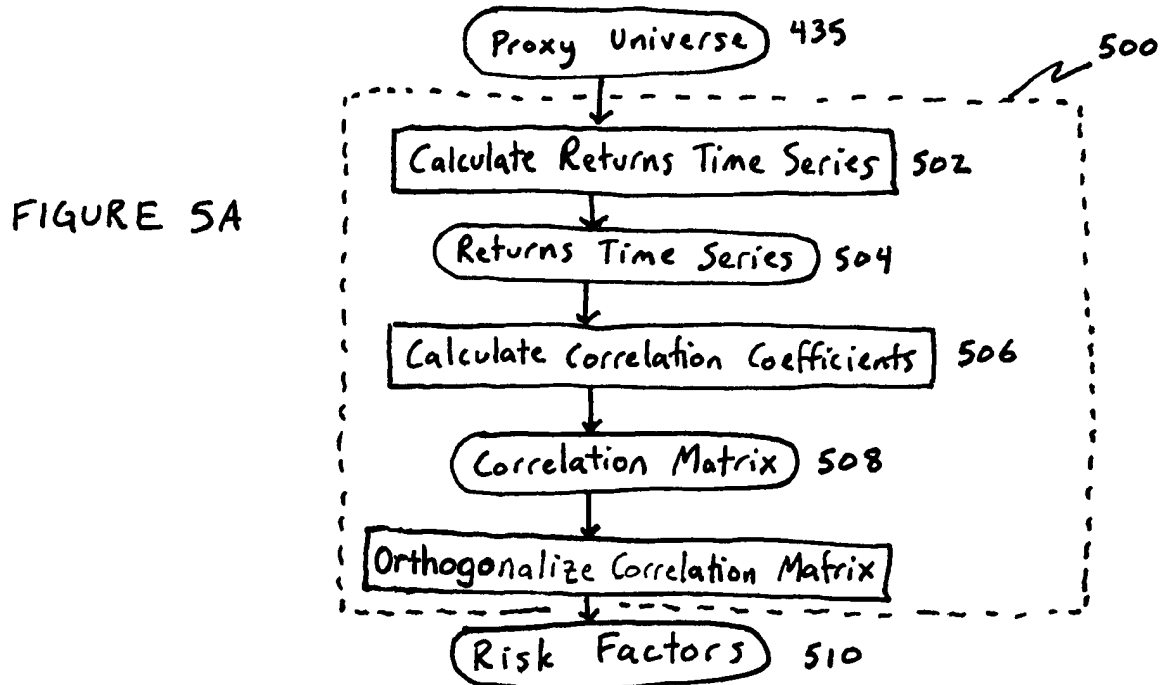 Proxy Universe 435
500
Calculate Returns Time Series 502
FIGURE 5A
Returns Time Series 504
Calculate Correlation Coefficients 506
Correlation Matrix 508
Orthogonalize Correlation Matrix
Risk Factors 510